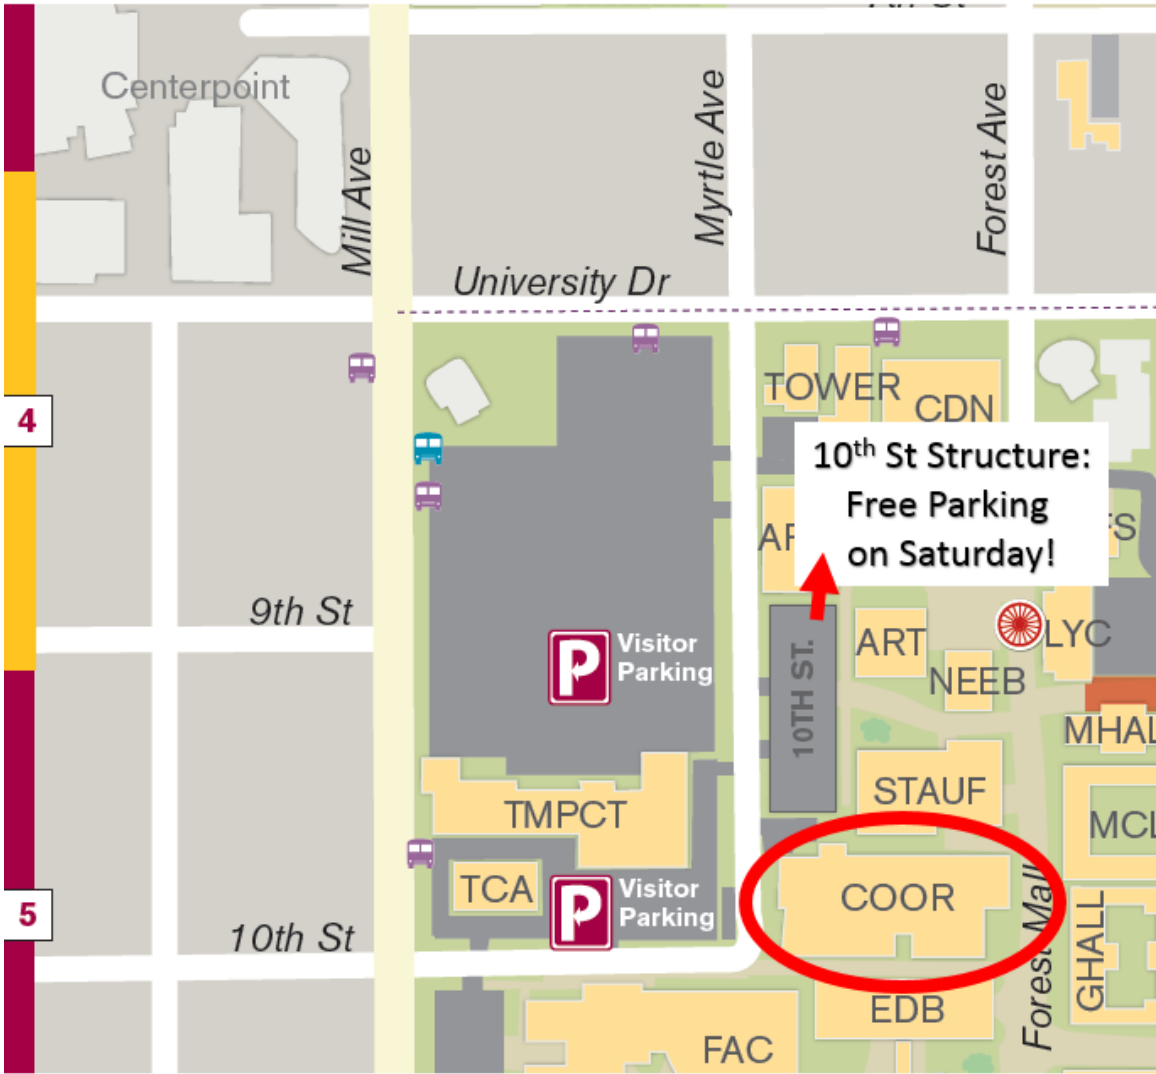 Centerpoint
Mill Ave
Myrtle Ave
Forest Ave
University Dr
4
TOWER
CDN
10th St Structure:
Free Parking
on Saturday!
9th St
Visitor
Parking
P
10TH ST.
ART
NEEB
LYC
MHAL
STAUF
TMPCT
MCL
TCA
P
Visitor
Parking
COOR
5
10th St
Forest Mall
GHALL
EDB
FAC